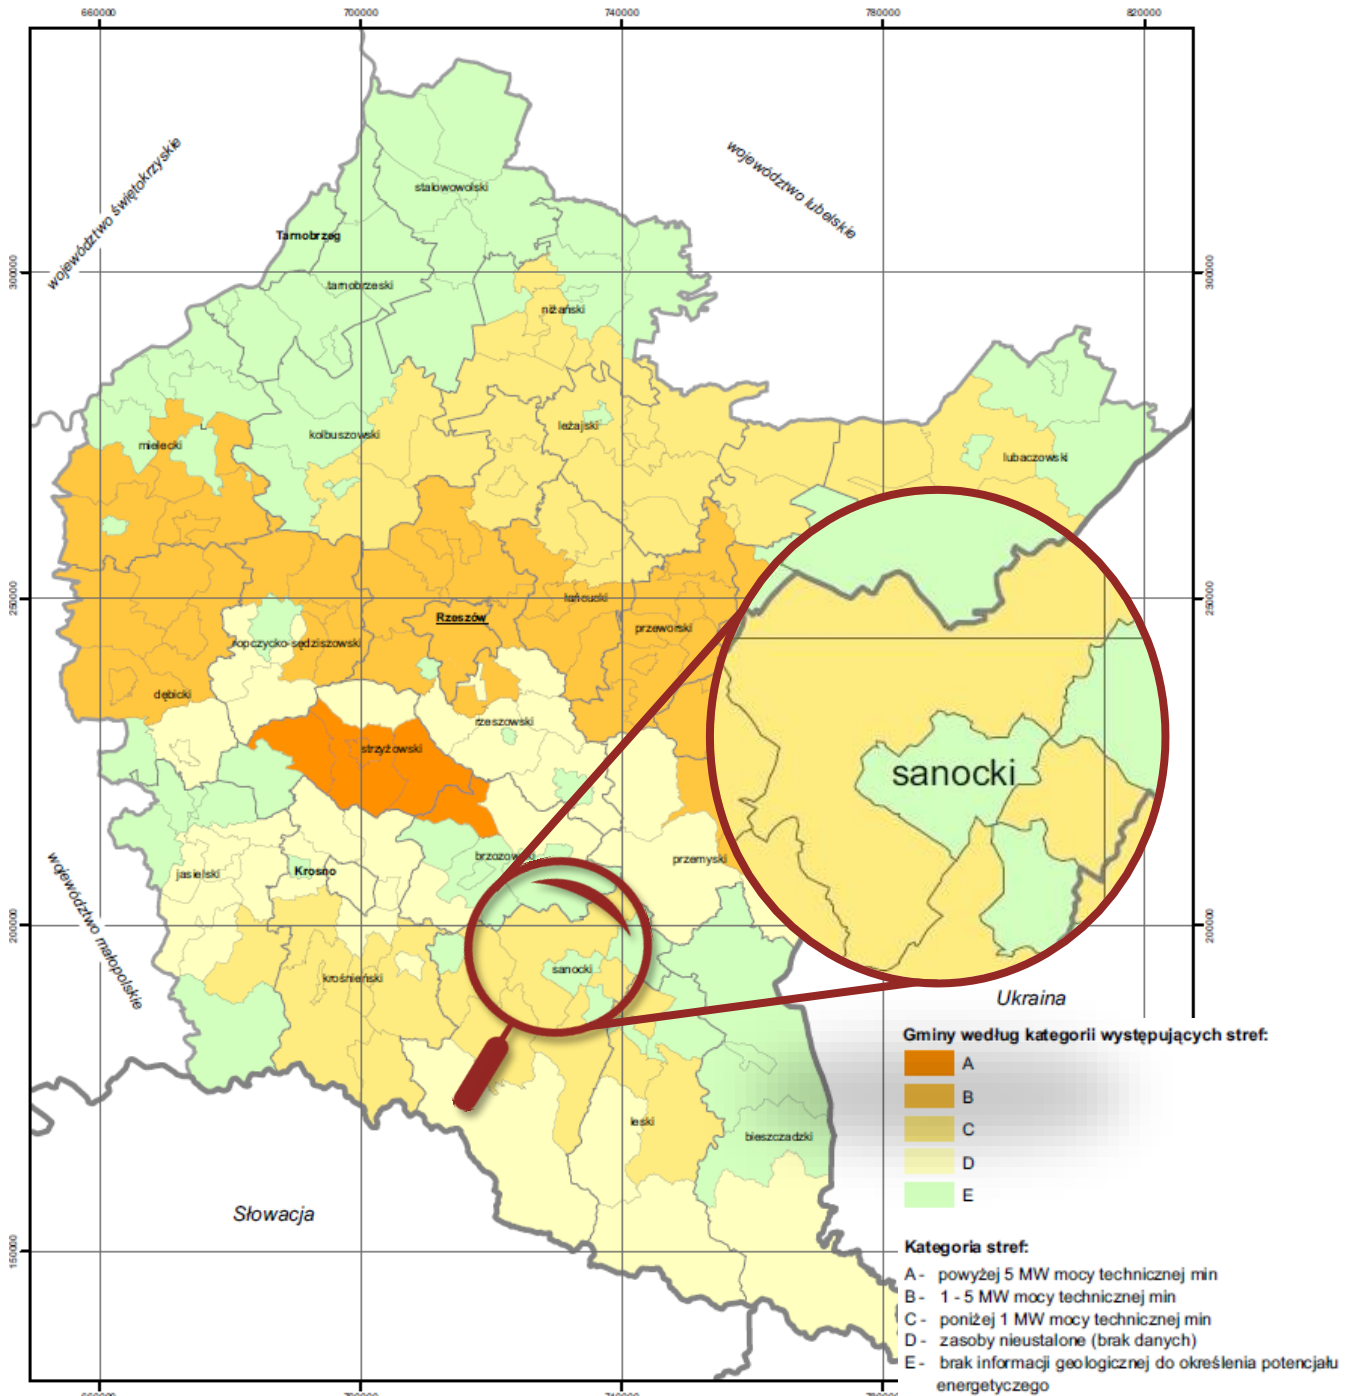 660000 700000 740000 780000 820000
województwo świętokrzyskie
województwo lubelskie
stalowowolski
Tarnobrzeg
300000 300000
tarnobrzeski
niżański
leżajski
kolbuszowski
mielecki
lubaczowski
250000 250000
łańcucki
Rzeszów
przeworski
ropczycko-sędziszowski
dębicki
rzeszowski
strzyżowski
sanocki
brzozow
przemyski
województwo małopolskie
jasielski
Krosno
200000 200000
sanocki
krośnieński
Ukraina
Gminy według kategorii występujących stref:
A
B
C
D
E
leski
bieszczadzki
Słowacja
150000
Kategoria stref:
A - powyżej 5 MW mocy technicznej min
B - 1 - 5 MW mocy technicznej min
C - poniżej 1 MW mocy technicznej min
D - zasoby nieustalone (brak danych)
E - brak informacji geologicznej do określenia potencjału
energetyczego